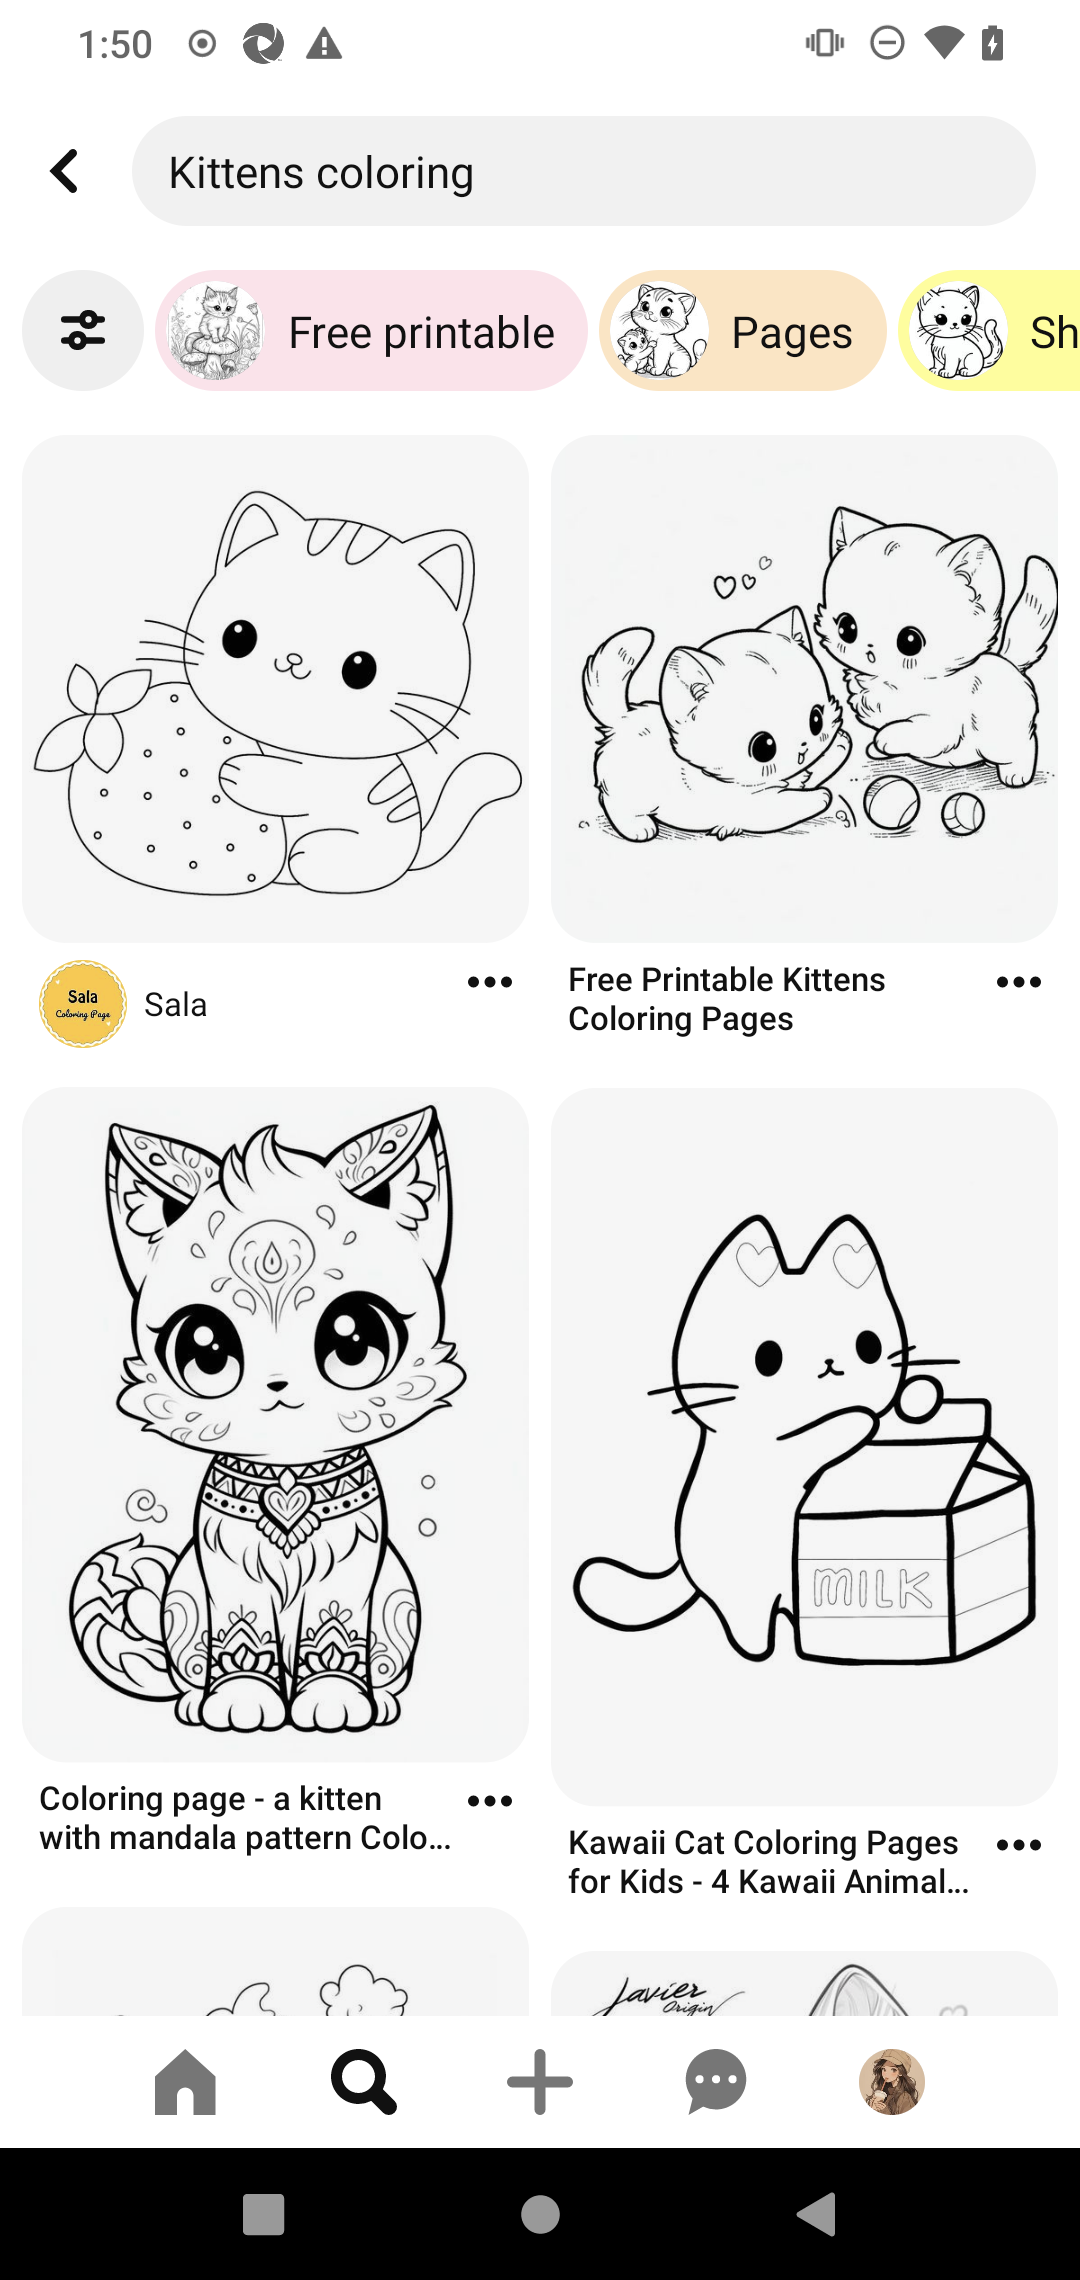 1:50
Kittens coloring
Free printable
Pages
Sh
Sala
Coloring Page
Sala
Free Printable Kittens
Coloring Pages
MILK
Coloring page - a kitten
with mandala pattern Colo...
Kawaii Cat Coloring Pages
for Kids - 4 Kawaii Animal...
Javier
Origin